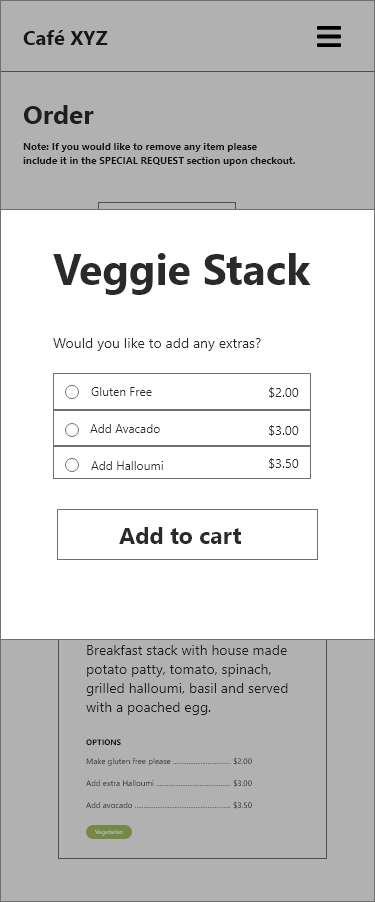 Café XYZ
Order
Note: If you would like to remove any item please
include it in the SPECIAL REQUEST section upon checkout.
Veggie Stack
Would you like to add any extras?
Gluten Free $2.00
Add Avacado $3.00
Add Halloumi $3.50
Add to cart
Breakfast stack with house made
potato patty, tomato, spinach,
grilled halloumi, basil and served
with a poached egg.
OPTIONS
Make gluten free please ............................ $2.00
Add extra Halloumi ................................... $3.00
Add avocado ............................................. $3.50
Vegetarian